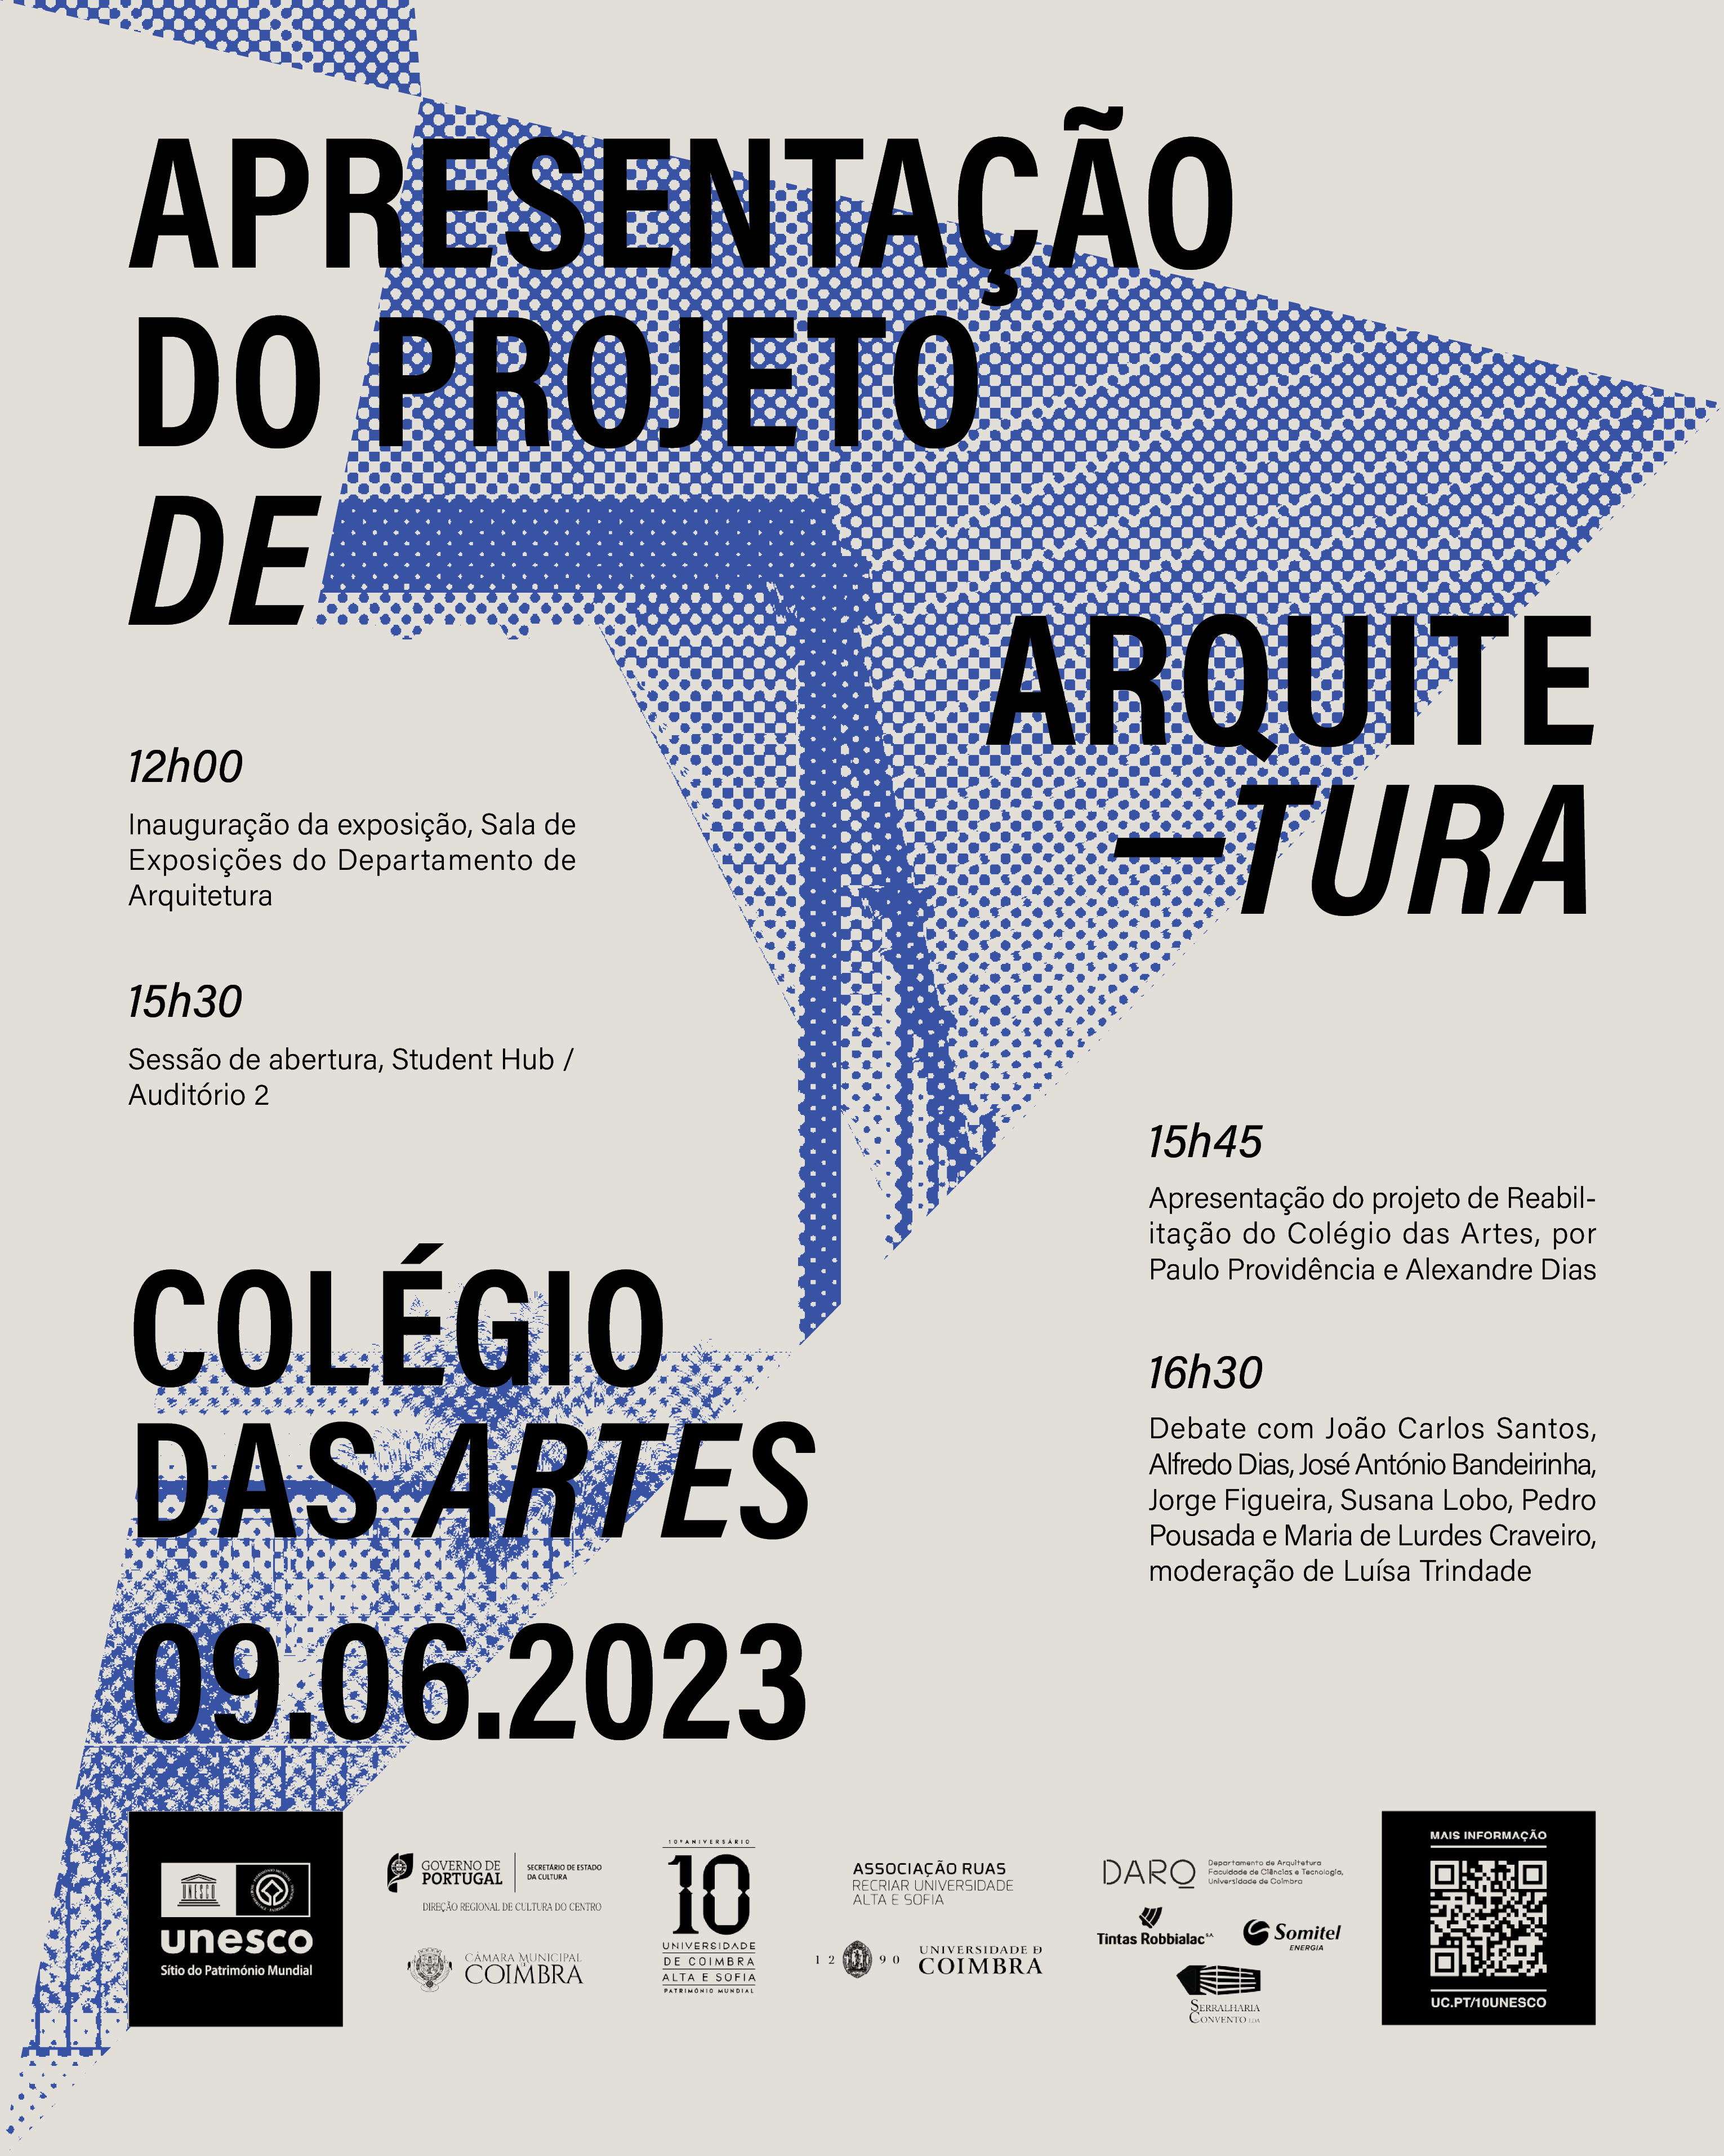 APRESENTAÇÃO
DO PROJETO
DE
ARQUITE
—TURA
12h00
Inauguração da exposição, Sala de
Exposições do Departamento de
Arquitetura
15h30
Sessão de abertura, Student Hub /
Auditório 2
15h45
Apresentação do projeto de Reabil-
itação do Colégio das Artes, por
Paulo Providência e Alexandre Dias
16h30
Debate com João Carlos Santos,
Alfredo Dias, José António Bandeirinha,
Jorge Figueira, Susana Lobo, Pedro
Pousada e Maria de Lurdes Craveiro,
moderação de Luísa Trindade
COLÉGIO
DAS ARTES
09.06.2023
UNESCO
unesco
Sítio do Património Mundial
GOVERNO DE
PORTUGAL
SECRETÁRIO DE ESTADO
DA CULTURA
DIREÇÃO REGIONAL DE CULTURA DO CENTRO
CÂMARA MUNICIPAL
COIMBRA
10º ANIVERSÁRIO
10
UNIVERSIDADE
DE COIMBRA
ALTA E SOFIA
PATRIMÓNIO MUNDIAL
ASSOCIAÇÃO RUAS
RECRIAR UNIVERSIDADE
ALTA E SOFIA
1 2 9 0
UNIVERSIDADE D
COIMBRA
DARQ
Departamento de Arquitetura
Faculdade de Ciências e Tecnologia,
Universidade de Coimbra
Tintas Robbialac S.A.
Somitel
ENERGIA
SERRALHARIA
CONVENTO LDA
MAIS INFORMAÇÃO
UC.PT/10UNESCO